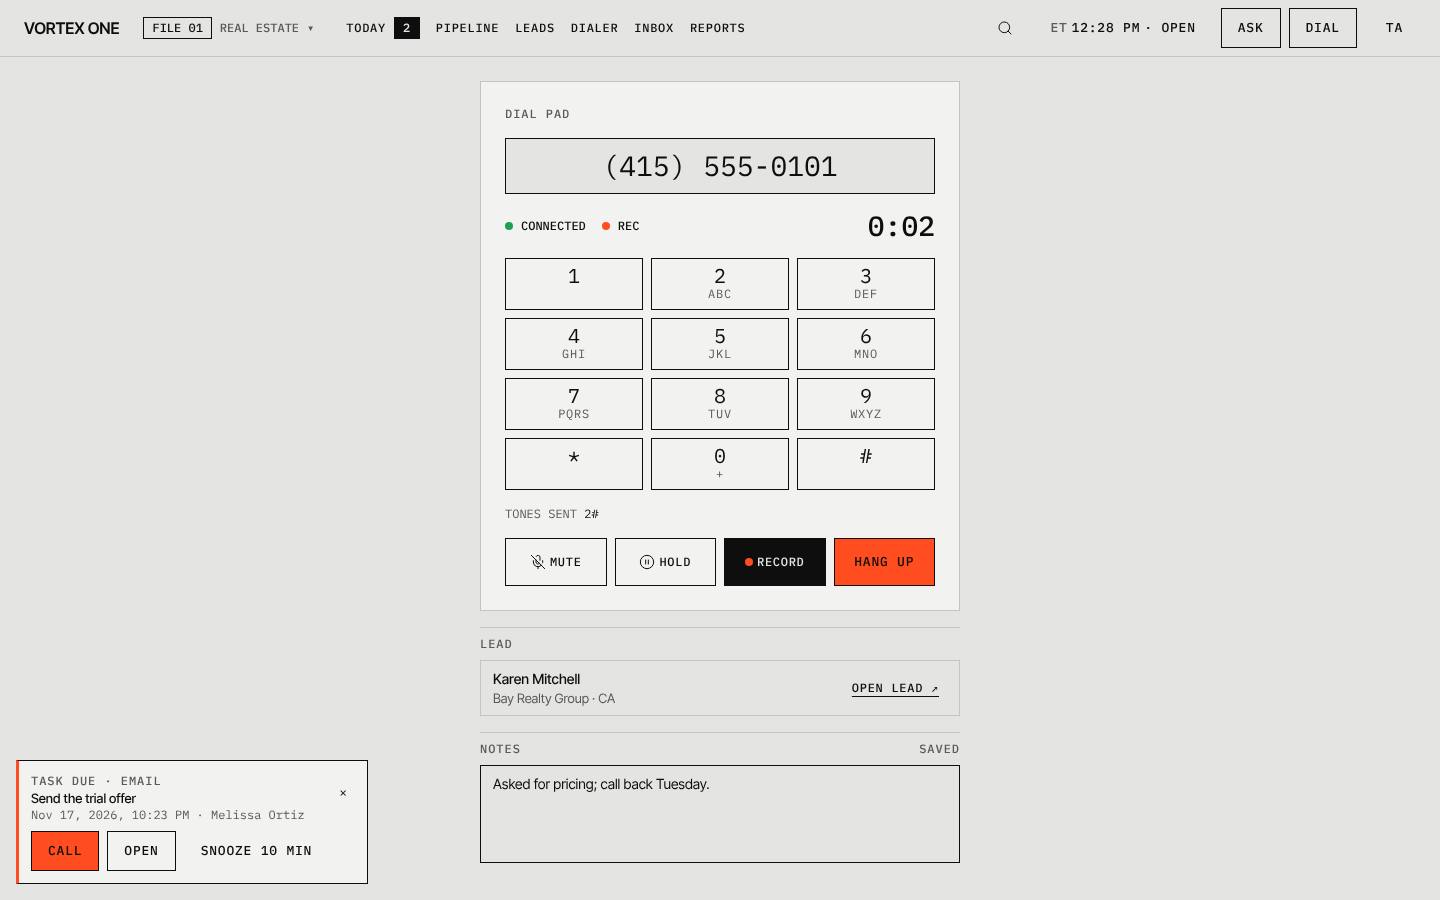 VORTEX ONE
FILE 01 REAL ESTATE ▾
TODAY 2 PIPELINE LEADS DIALER INBOX REPORTS
ET 12:28 PM · OPEN
ASK DIAL TA
DIAL PAD
(415) 555-0101
CONNECTED REC 0:02
1
2
ABC
3
DEF
4
GHI
5
JKL
6
MNO
7
PQRS
8
TUV
9
WXYZ
*
0
+
#
TONES SENT 2#
MUTE HOLD RECORD HANG UP
LEAD
Karen Mitchell
Bay Realty Group · CA
OPEN LEAD ↗
NOTES SAVED
Asked for pricing; call back Tuesday.
TASK DUE · EMAIL
Send the trial offer
Nov 17, 2026, 10:23 PM · Melissa Ortiz
×
CALL OPEN SNOOZE 10 MIN